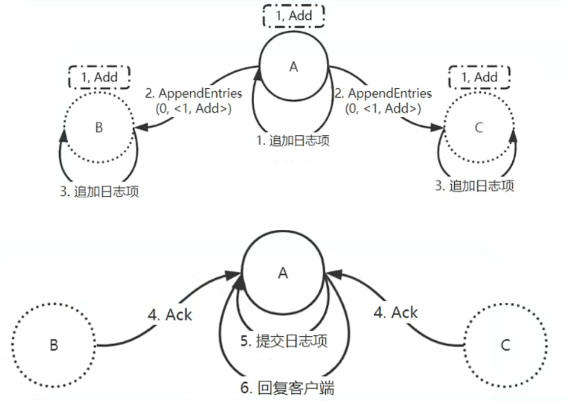 1, Add
A
1, Add
1, Add
2. AppendEntries
(0, <1, Add>)
2. AppendEntries
(0, <1, Add>)
B
C
1. 追加日志项
3. 追加日志项
3. 追加日志项
A
4. Ack
4. Ack
B
5. 提交日志项
C
6. 回复客户端